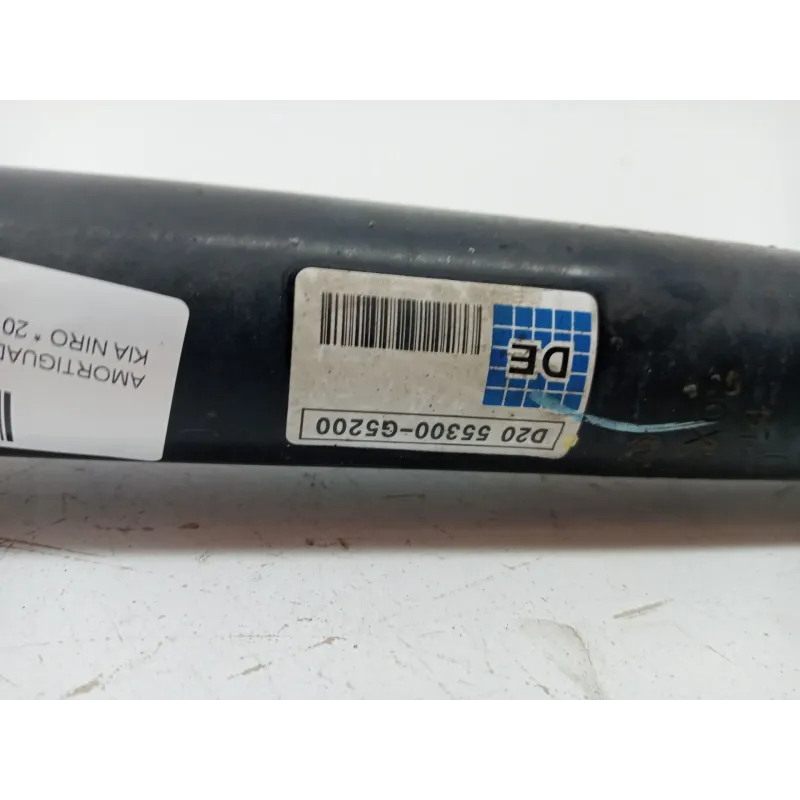 D20 55300-G5200
DE
AMORTIGUAD
KIA NIRO * 20